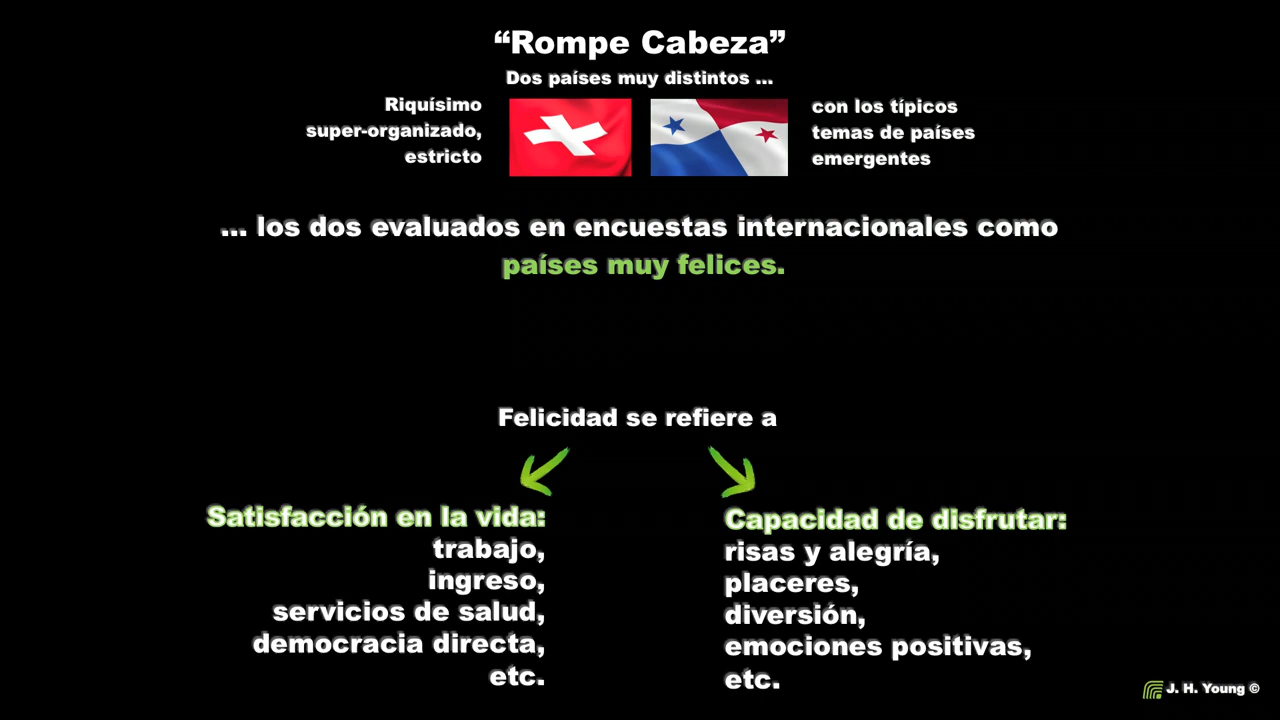 “Rompe Cabeza”
Dos países muy distintos ...
Riquísimo
super-organizado,
estricto
con los típicos
temas de países
emergentes
... los dos evaluados en encuestas internacionales como
países muy felices.
Felicidad se refiere a
Satisfacción en la vida:
trabajo,
ingreso,
servicios de salud,
democracia directa,
etc.
Capacidad de disfrutar:
risas y alegría,
placeres,
diversión,
emociones positivas,
etc.
J. H. Young ©